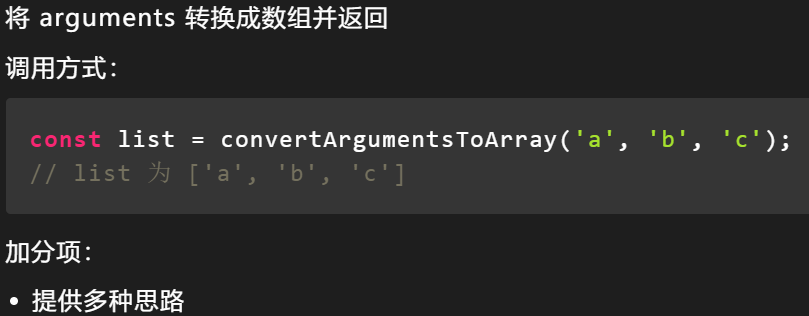 将 arguments 转换成数组并返回
调用方式：
const list = convertArgumentsToArray('a', 'b', 'c');
// list 为 ['a', 'b', 'c']
加分项：
• 提供多种思路